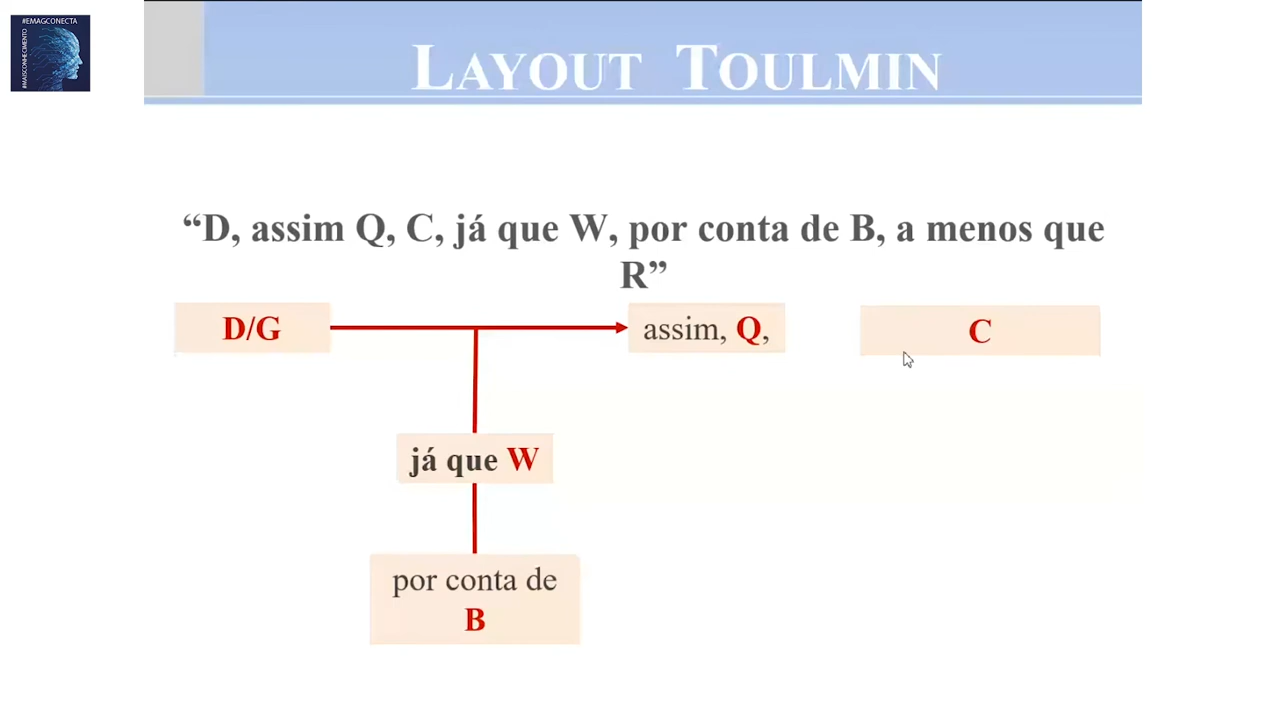 #EMAGCONECTA
#MAISCONHECIMENTO
LAYOUT TOULMIN
“D, assim Q, C, já que W, por conta de B, a menos que
R”
D/G
assim, Q,
C
já que W
por conta de
B